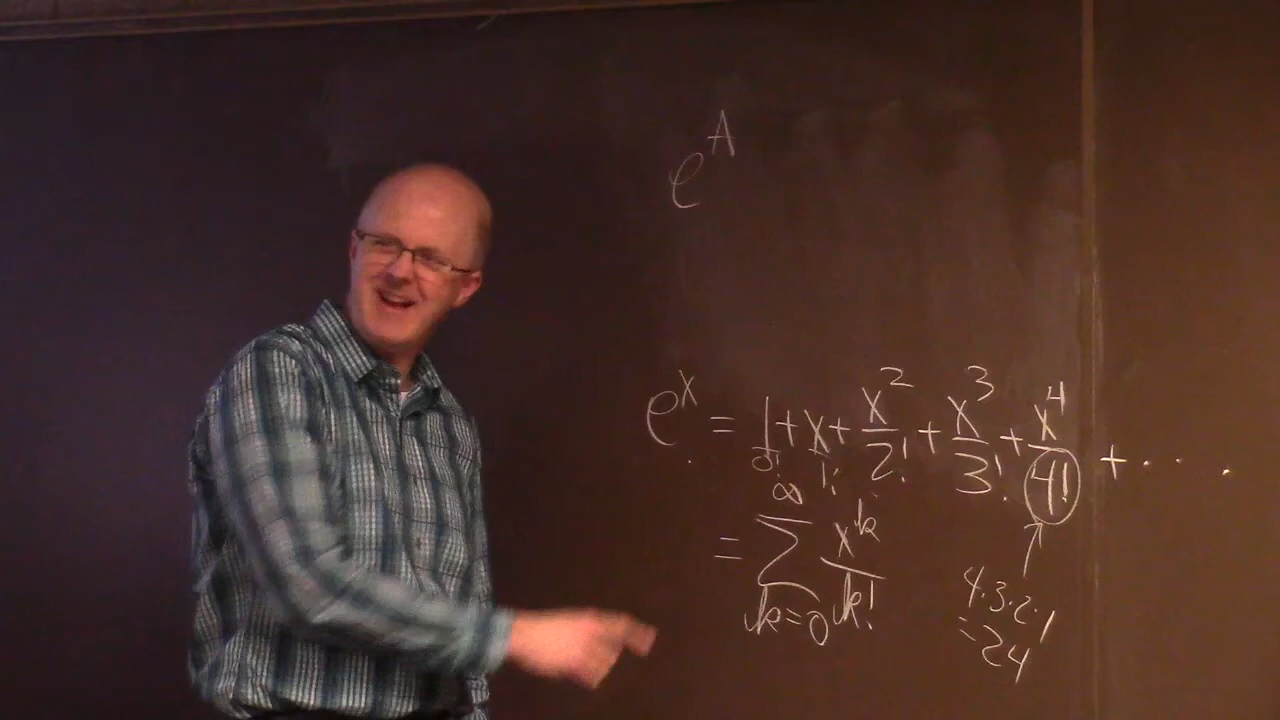 e^A
e^x = 1/0! + x/1! + x^2/2! + x^3/3! + x^4/4! + · · · .
= ∞ ∑ k=0 x^k/k!
4·3·2·1
= 24